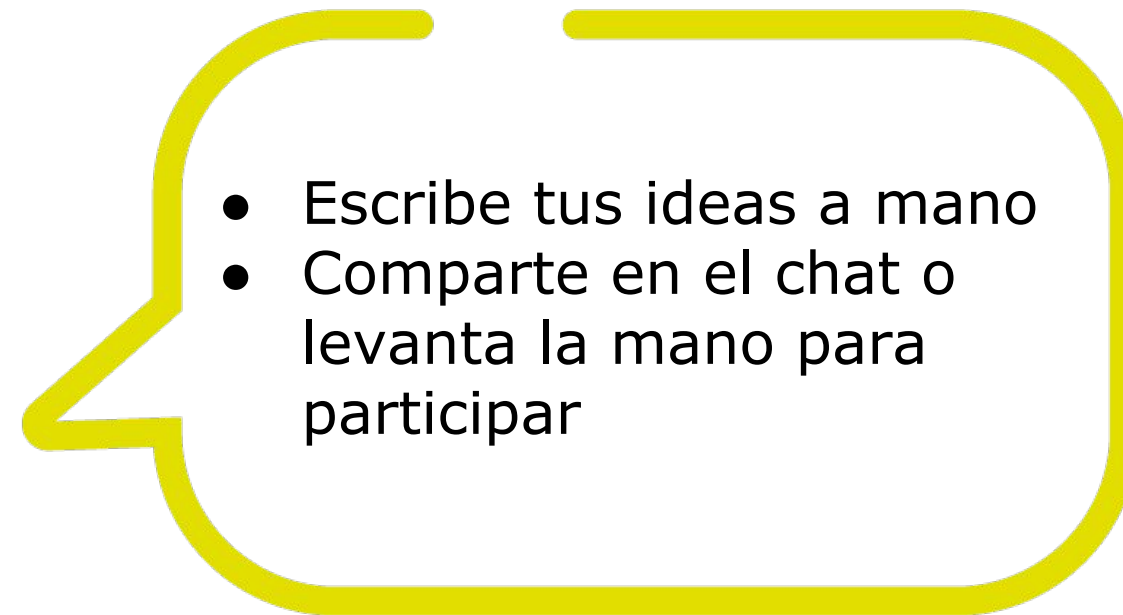 ● Escribe tus ideas a mano
● Comparte en el chat o
levanta la mano para
participar